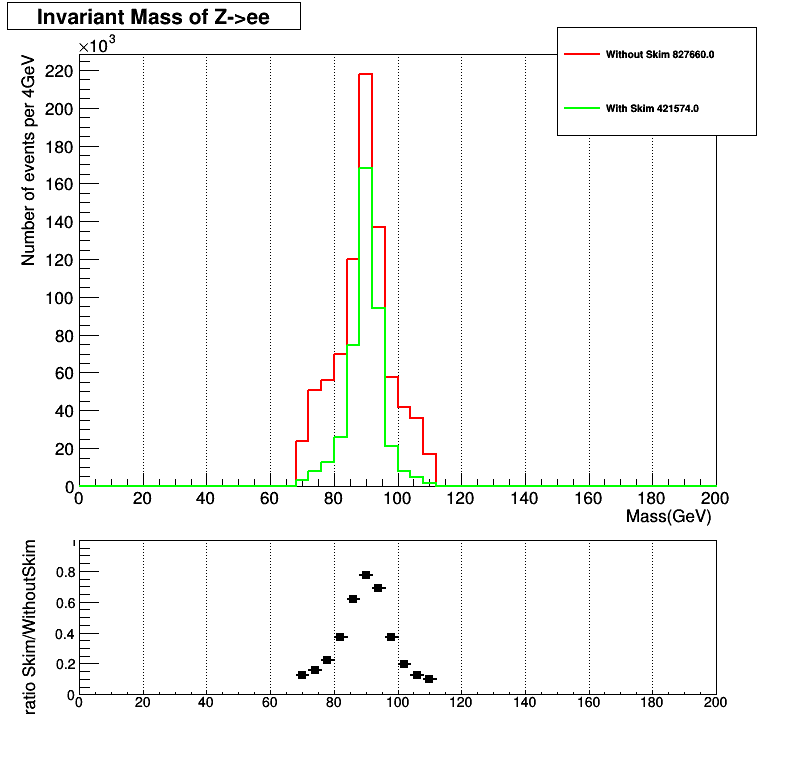 Invariant Mass of Z->ee
×10³
Number of events per 4GeV
220
200
180
160
140
120
100
80
60
40
20
0
0 20 40 60 80 100 120 140 160 180 200
Mass(GeV)
Without Skim 827660.0
With Skim 421574.0
ratio Skim/WithoutSkim
1
0.8
0.6
0.4
0.2
0
0 20 40 60 80 100 120 140 160 180 200